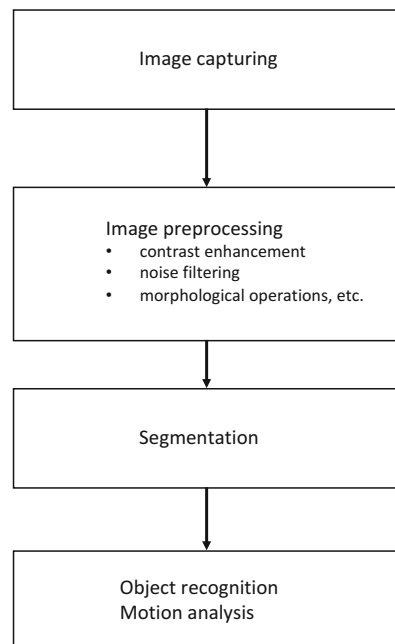 Image capturing
Image preprocessing
• contrast enhancement
• noise filtering
• morphological operations, etc.
Segmentation
Object recognition
Motion analysis